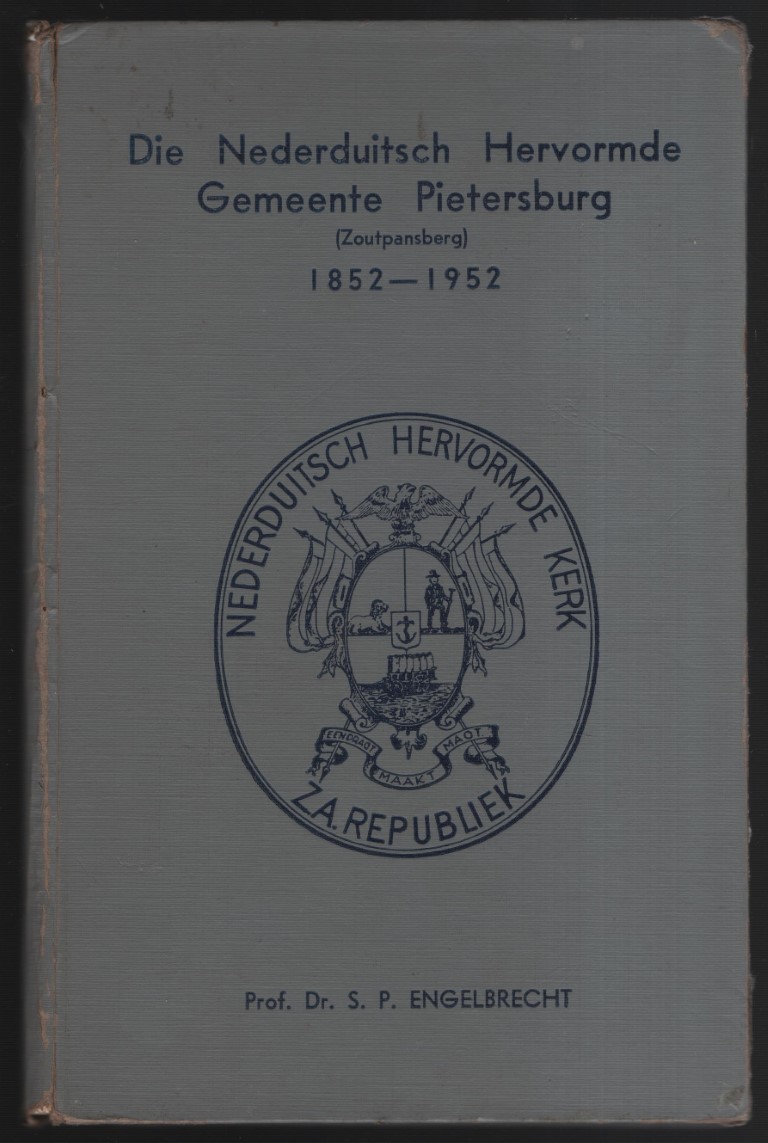 Die Nederduitsch Hervormde
Gemeente Pietersburg
(Zoutpansberg)
1852—1952
NEDERDUITSCH HERVORMDE KERK
EENDRAGT MAAKT MAGT
Z.A. REPUBLIEK
Prof. Dr. S. P. ENGELBRECHT